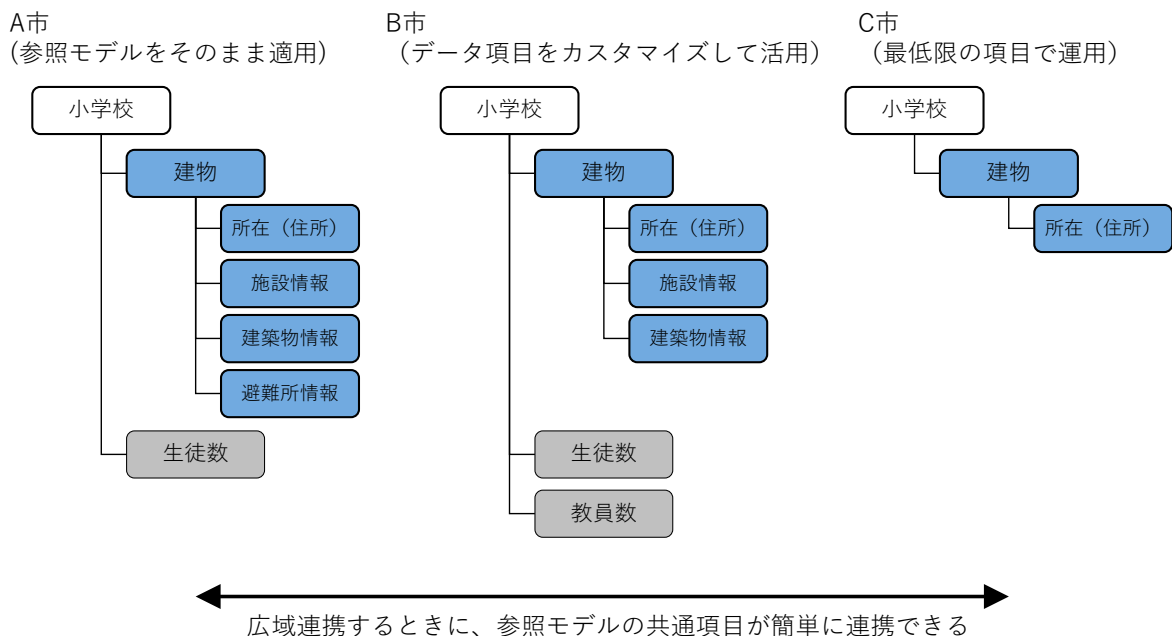 A市
(参照モデルをそのまま適用)
小学校
建物
所在（住所）
施設情報
建築物情報
避難所情報
生徒数
B市
（データ項目をカスタマイズして活用）
小学校
建物
所在（住所）
施設情報
建築物情報
生徒数
教員数
C市
（最低限の項目で運用）
小学校
建物
所在（住所）
広域連携するときに、参照モデルの共通項目が簡単に連携できる